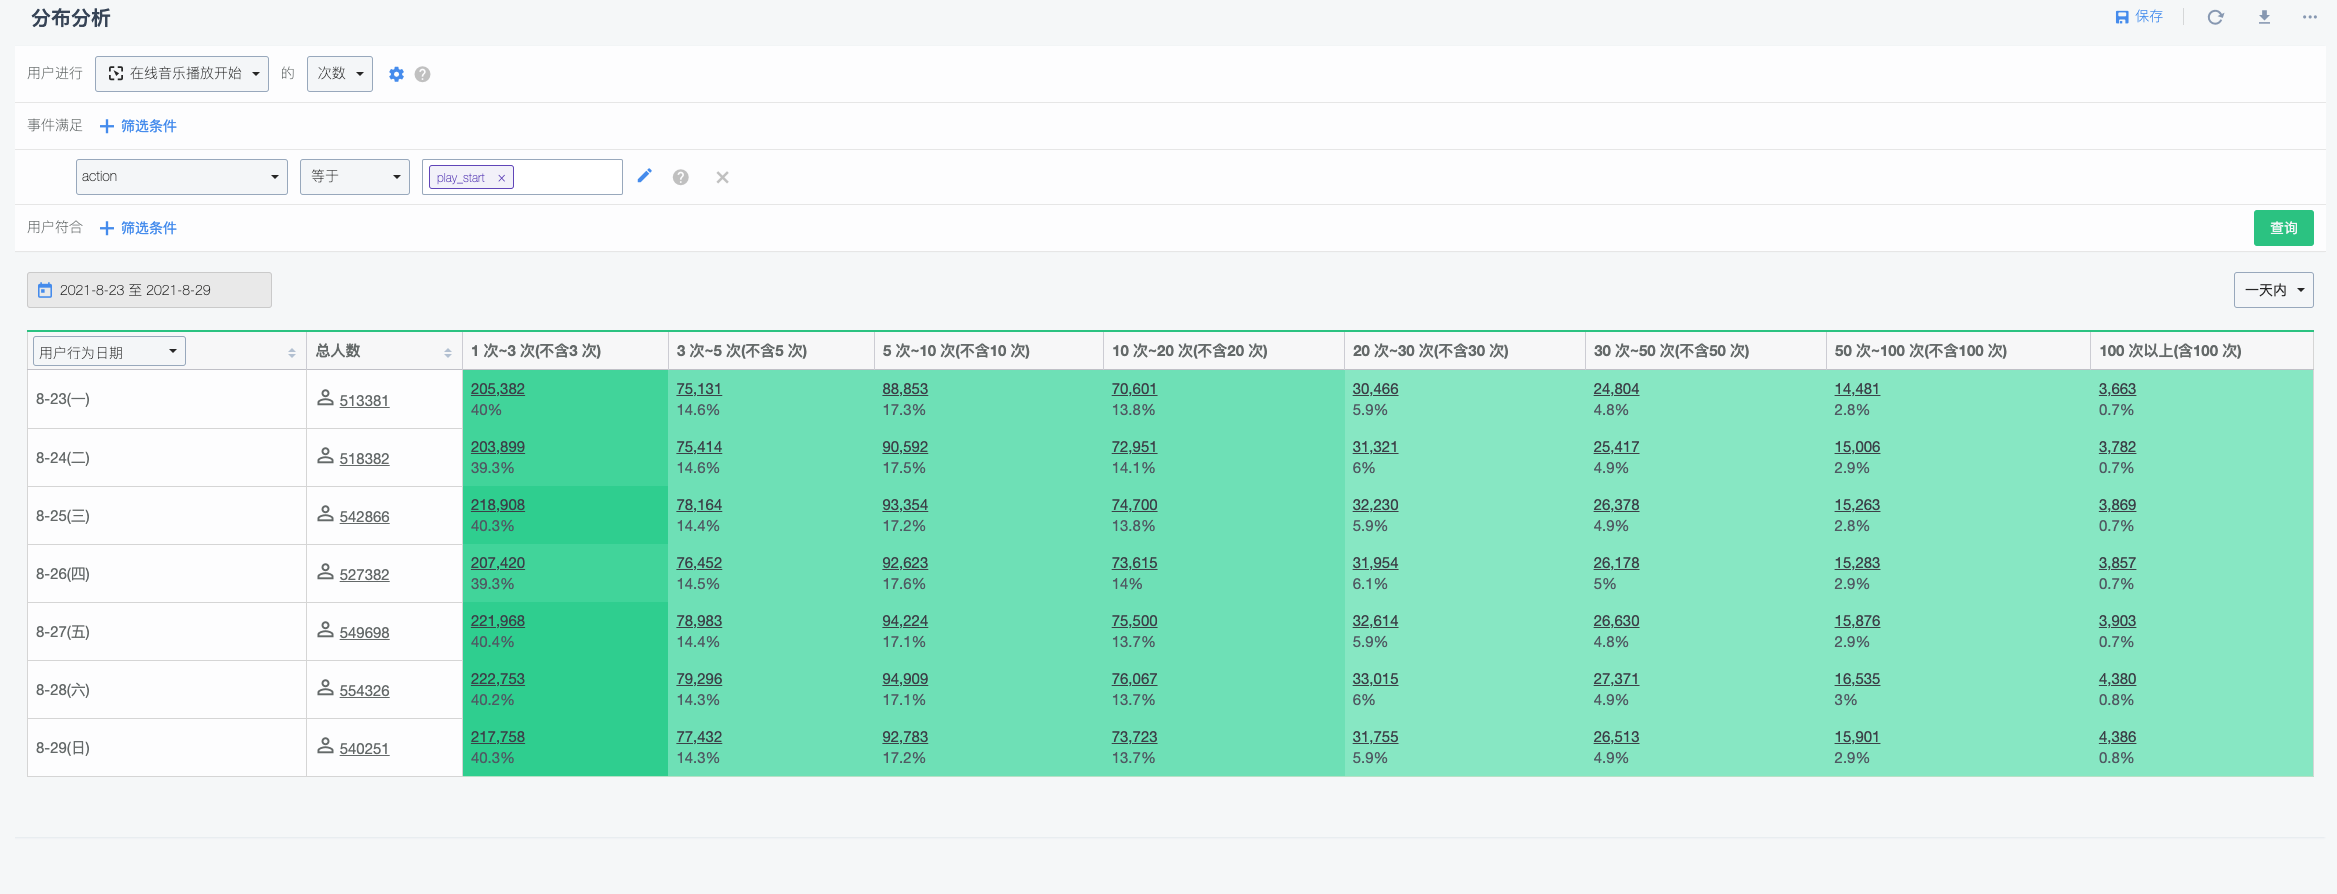 分布分析
保存
用户进行 在线音乐播放开始 的 次数
事件满足 筛选条件
action 等于 play_start ×
用户符合 筛选条件 查询
2021-8-23 至 2021-8-29 一天内
用户行为日期 总人数 1 次~3 次(不含3 次) 3 次~5 次(不含5 次) 5 次~10 次(不含10 次) 10 次~20 次(不含20 次) 20 次~30 次(不含30 次) 30 次~50 次(不含50 次) 50 次~100 次(不含100 次) 100 次以上(含100 次)
8-23(一) 513381 205,382 75,131 88,853 70,601 30,466 24,804 14,481 3,663
40% 14.6% 17.3% 13.8% 5.9% 4.8% 2.8% 0.7%
8-24(二) 518382 203,899 75,414 90,592 72,951 31,321 25,417 15,006 3,782
39.3% 14.6% 17.5% 14.1% 6% 4.9% 2.9% 0.7%
8-25(三) 542866 218,908 78,164 93,354 74,700 32,230 26,378 15,263 3,869
40.3% 14.4% 17.2% 13.8% 5.9% 4.9% 2.8% 0.7%
8-26(四) 527382 207,420 76,452 92,623 73,615 31,954 26,178 15,283 3,857
39.3% 14.5% 17.6% 14% 6.1% 5% 2.9% 0.7%
8-27(五) 549698 221,968 78,983 94,224 75,500 32,614 26,630 15,876 3,903
40.4% 14.4% 17.1% 13.7% 5.9% 4.8% 2.9% 0.7%
8-28(六) 554326 222,753 79,296 94,909 76,067 33,015 27,371 16,535 4,380
40.2% 14.3% 17.1% 13.7% 6% 4.9% 3% 0.8%
8-29(日) 540251 217,758 77,432 92,783 73,723 31,755 26,513 15,901 4,386
40.3% 14.3% 17.2% 13.7% 5.9% 4.9% 2.9% 0.8%